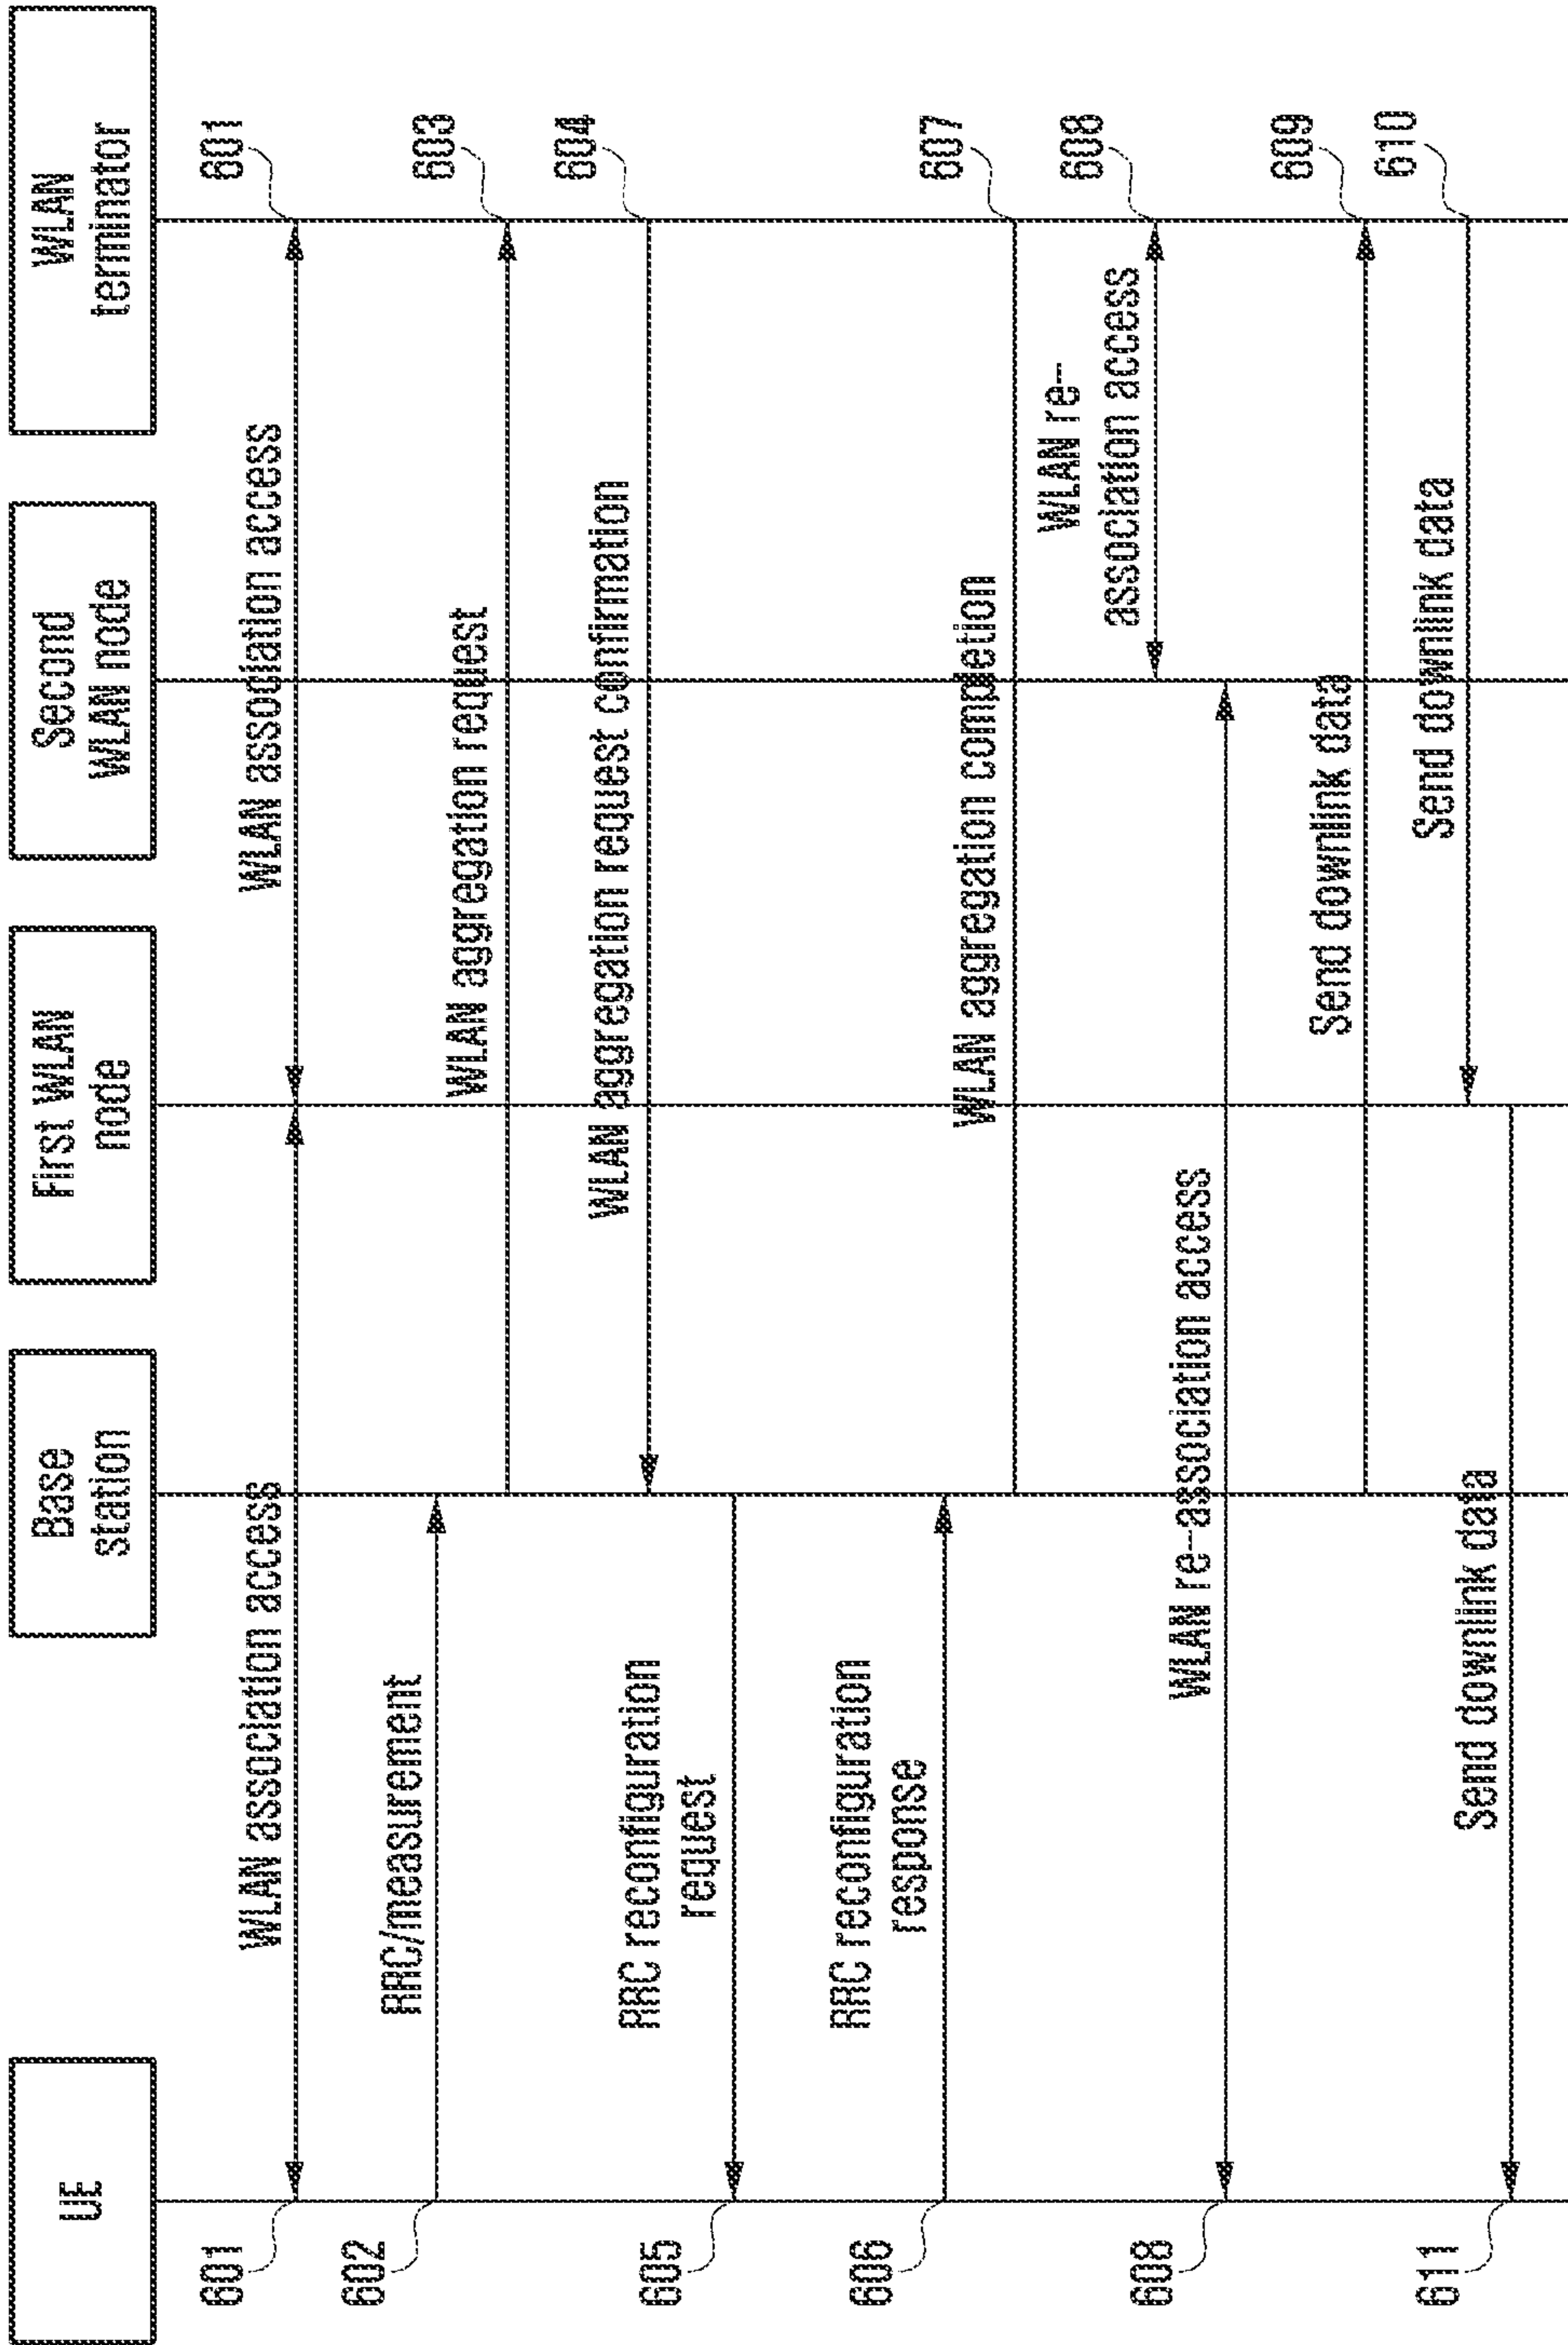 UE
Base
station
First WLAN
node
Second
WLAN node
WLAN
terminator
601
WLAN association access
WLAN association access
601
602
RRC/measurement
WLAN aggregation request
603
WLAN aggregation request confirmation
604
605
RRC reconfiguration
request
606
RRC reconfiguration
response
WLAN aggregation completion
607
WLAN re-
association access
608
608
WLAN re-association access
Send downlink data
609
Send downlink data
610
611
Send downlink data